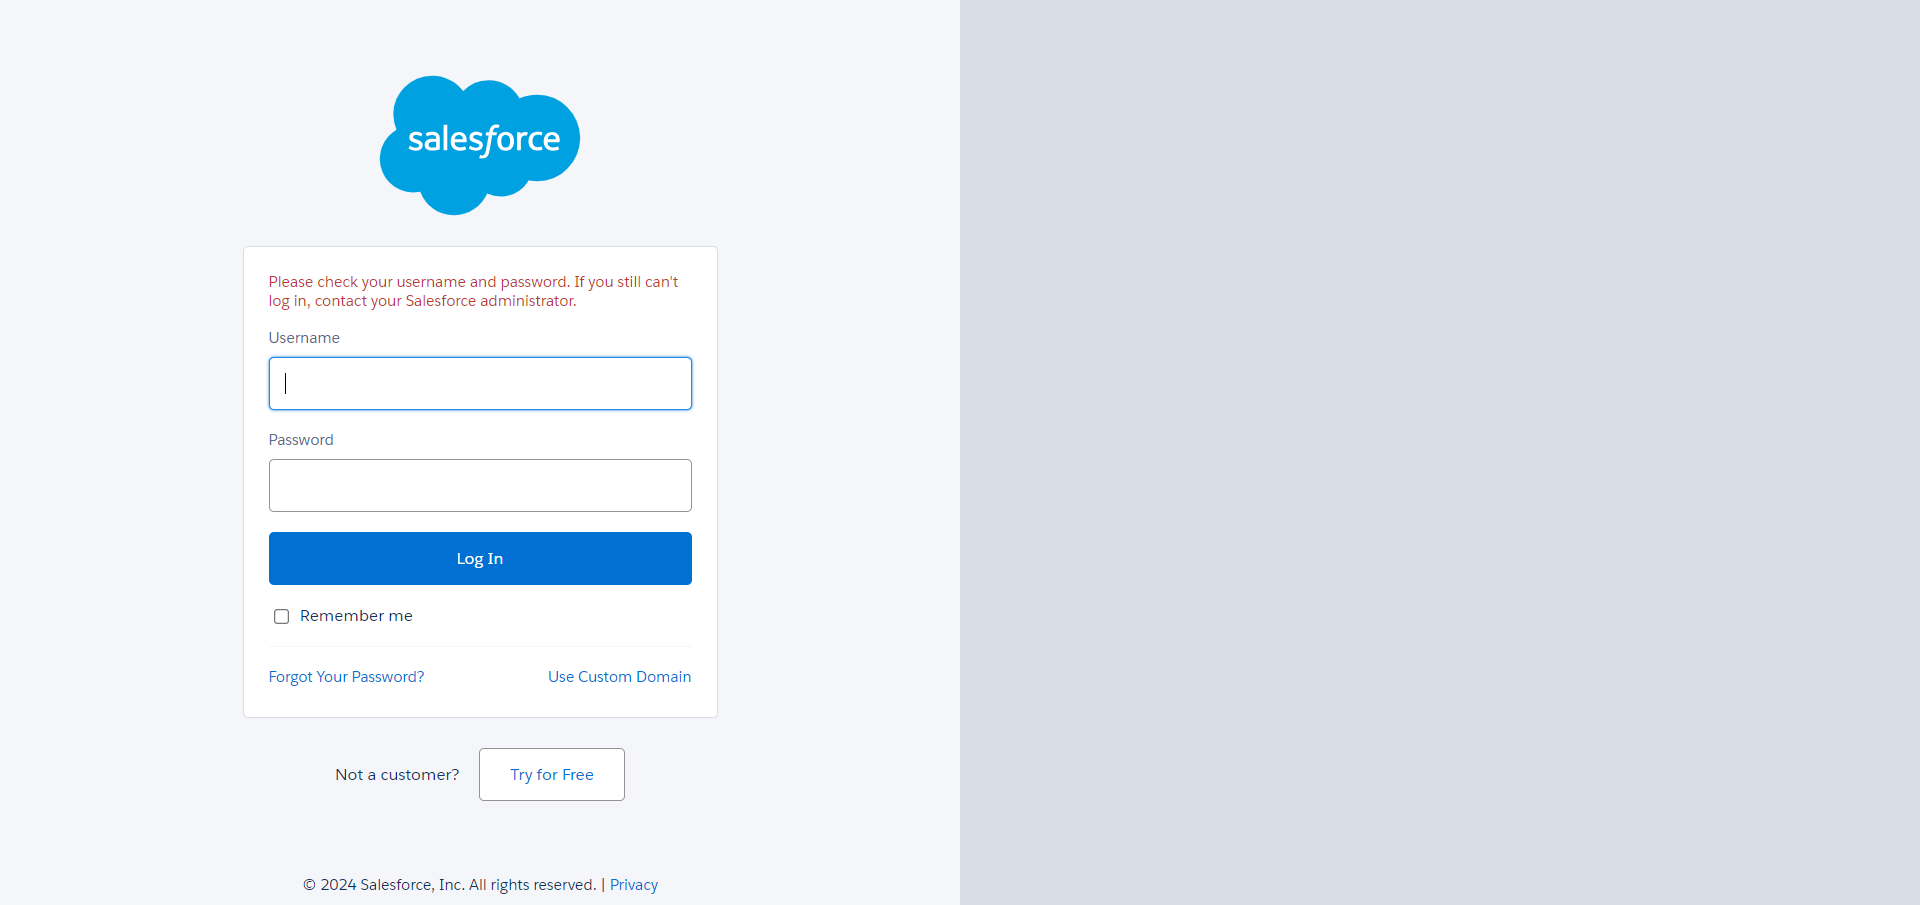 salesforce
Please check your username and password. If you still can't
log in, contact your Salesforce administrator.
Username
Password
Log In
Remember me
Forgot Your Password? Use Custom Domain
Not a customer? Try for Free
© 2024 Salesforce, Inc. All rights reserved. | Privacy